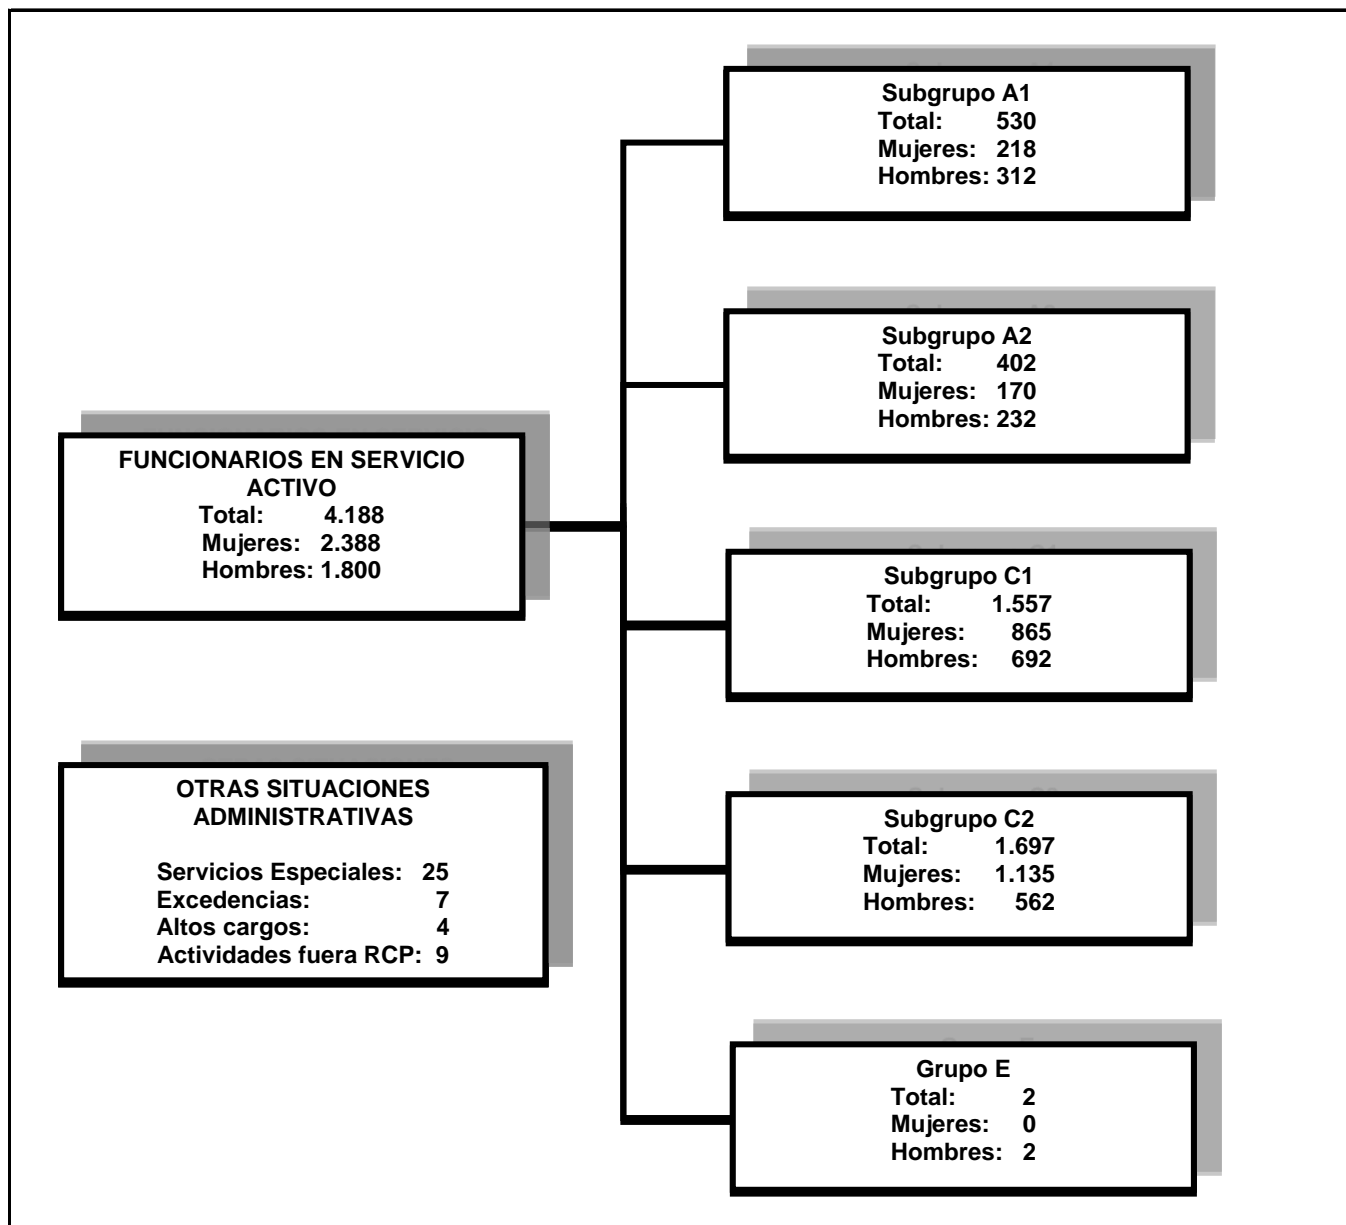 FUNCIONARIOS EN SERVICIO
ACTIVO
Total: 4.188
Mujeres: 2.388
Hombres: 1.800
OTRAS SITUACIONES
ADMINISTRATIVAS
Servicios Especiales: 25
Excedencias: 7
Altos cargos: 4
Actividades fuera RCP: 9
Subgrupo A1
Total: 530
Mujeres: 218
Hombres: 312
Subgrupo A2
Total: 402
Mujeres: 170
Hombres: 232
Subgrupo C1
Total: 1.557
Mujeres: 865
Hombres: 692
Subgrupo C2
Total: 1.697
Mujeres: 1.135
Hombres: 562
Grupo E
Total: 2
Mujeres: 0
Hombres: 2